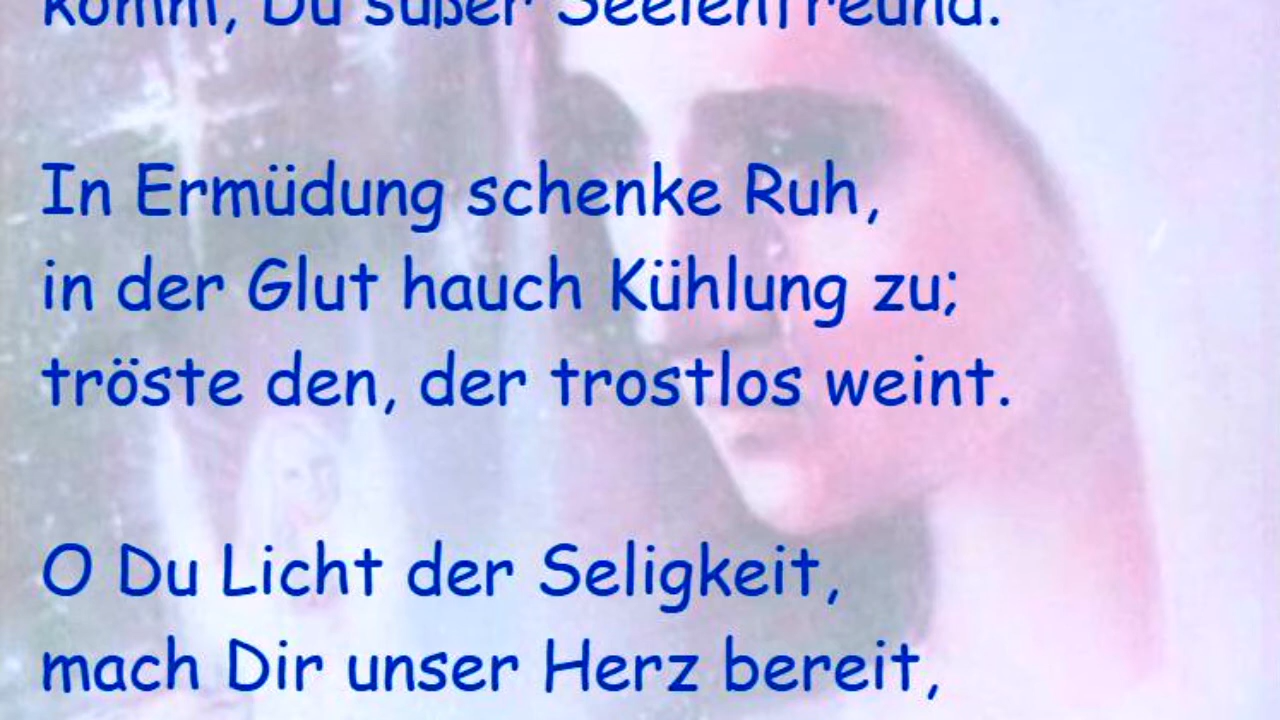 komm, Du süßer Seelenfreund.
In Ermüdung schenke Ruh,
in der Glut hauch Kühlung zu;
tröste den, der trostlos weint.
O Du Licht der Seligkeit,
mach Dir unser Herz bereit,